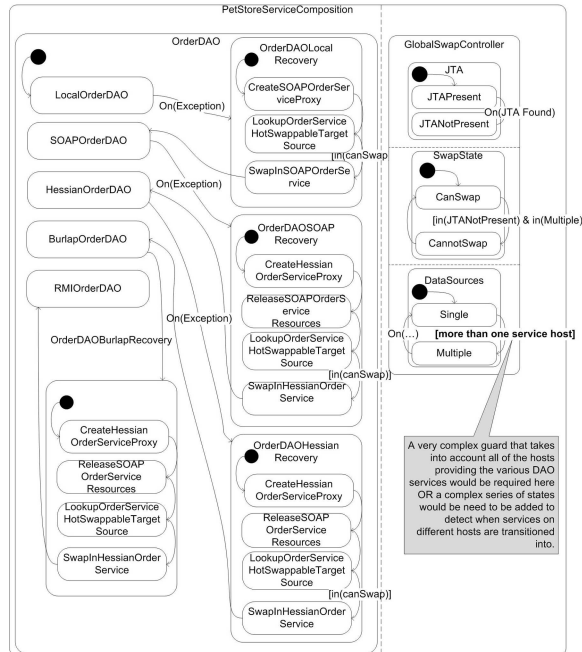 PetStoreServiceComposition
OrderDAO
LocalOrderDAO
On(Exception)
SOAPOrderDAO
HessianOrderDAO
On(Exception)
BurlapOrderDAO
RMIOrderDAO
On(Exception)
OrderDAOBurlapRecovery
CreateHessian
OrderServiceProxy
ReleaseSOAP
OrderService
Resources
LookupOrderService
HotSwappableTarget
Source
SwapInHessianOrder
Service
OrderDAOLocal
Recovery
CreateSOAPOrderSer
viceProxy
LookupOrderService
HotSwappableTarget
Source
[in(canSwap
SwapInSOAPOrderSe
rvice
OrderDAOSOAP
Recovery
CreateHessian
OrderServiceProxy
ReleaseSOAPOrderS
ervice
Resources
LookupOrderService
HotSwappableTarget
Source
[in(canSwap)]
SwapInHessianOrder
Service
OrderDAOHessian
Recovery
CreateHessian
OrderServiceProxy
ReleaseSOAP
OrderService
Resources
LookupOrderService
HotSwappableTarget
Source
[in(canSwap)]
SwapInHessianOrder
Service
GlobalSwapController
JTA
JTAPresent
On(JTA Found)
JTANotPresent
SwapState
CanSwap
[in(JTANotPresent) & in(Multiple)]
CannotSwap
DataSources
Single
On(...)
[more than one service host]
Multiple
A very complex guard that takes
into account all of the hosts
providing the various DAO
services would be required here
OR a complex series of states
would be need to be added to
detect when services on
different hosts are transitioned
into.